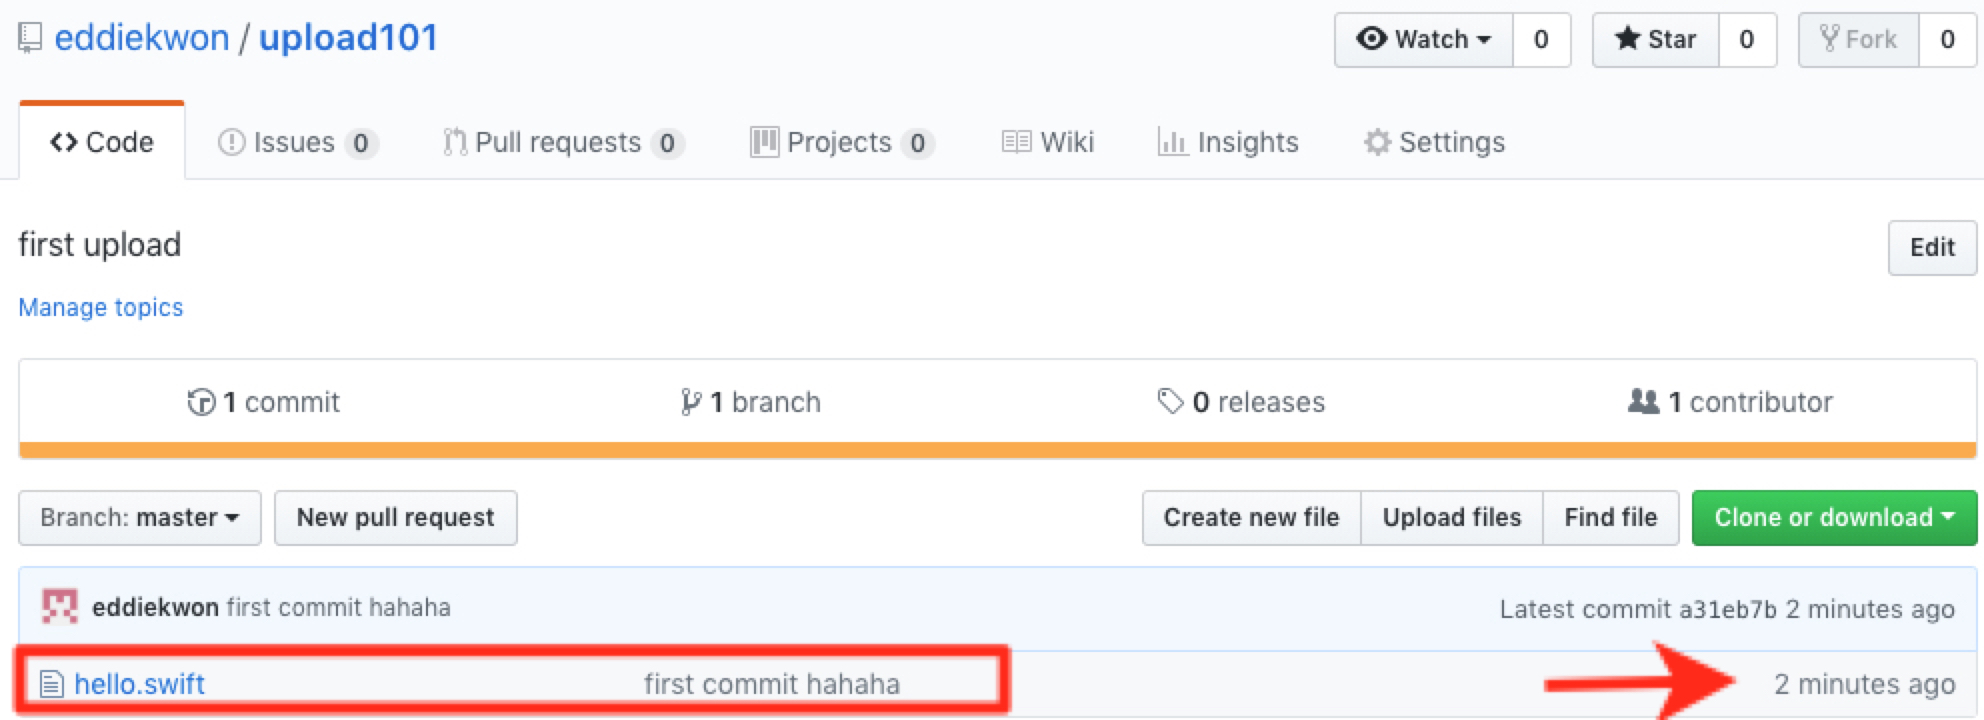 eddiekwon / upload101
Watch 0 Star 0 Fork 0
Code Issues 0 Pull requests 0 Projects 0 Wiki Insights Settings
first upload
Edit
Manage topics
1 commit 1 branch 0 releases 1 contributor
Branch: master New pull request Create new file Upload files Find file Clone or download
eddiekwon first commit hahaha Latest commit a31eb7b 2 minutes ago
hello.swift first commit hahaha 2 minutes ago